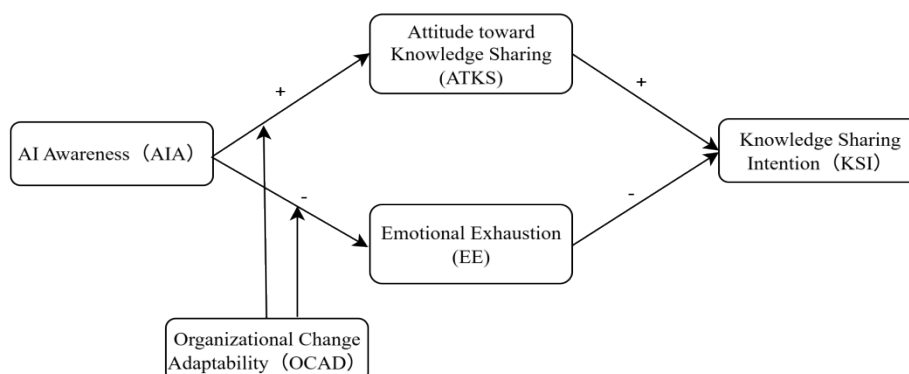 Attitude toward
Knowledge Sharing
(ATKS)
+
+
AI Awareness（AIA）
Knowledge Sharing
Intention（KSI）
-
-
Emotional Exhaustion
(EE)
Organizational Change
Adaptability（OCAD）